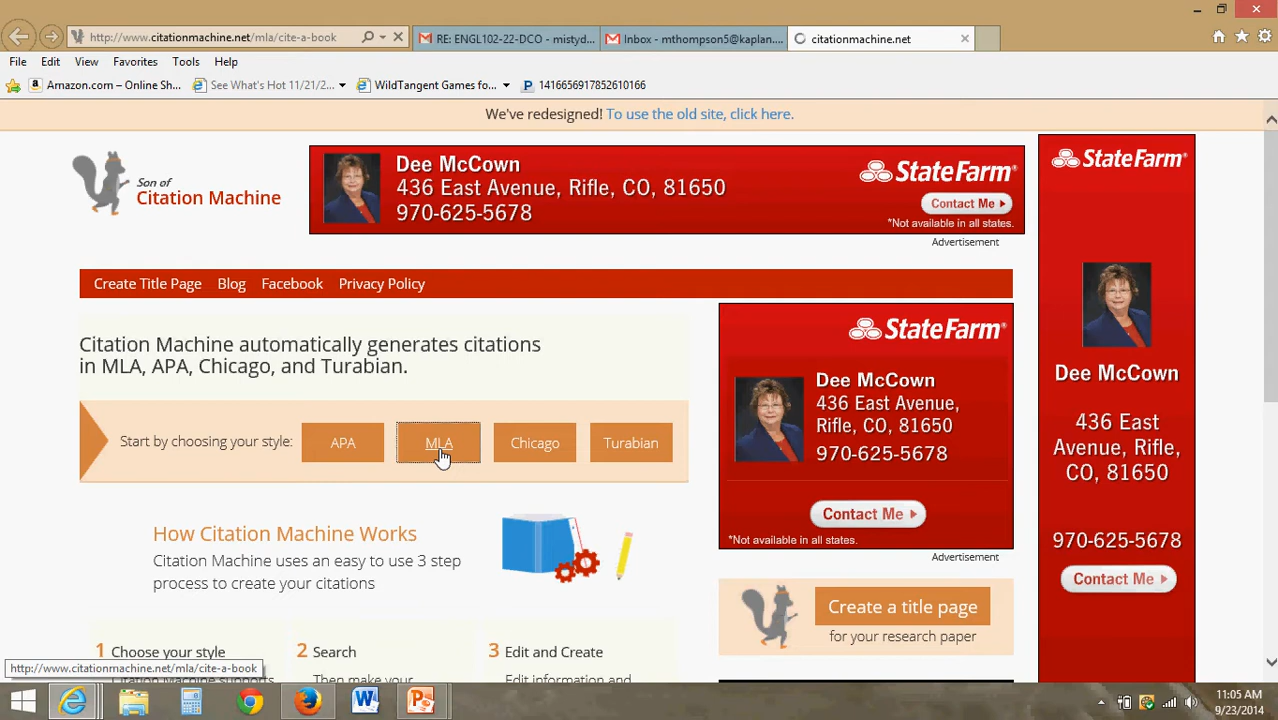 http://www.citationmachine.net/mla/cite-a-book
RE: ENGL102-22-DCO - mistyd...
Inbox - mthompson5@kaplan....
citationmachine.net
File Edit View Favorites Tools Help
Amazon.com – Online Sh...
See What's Hot 11/21/2...
WildTangent Games fo...
1416656917852610166
We've redesigned! To use the old site, click here.
Son of
Citation Machine
Dee McCown
436 East Avenue, Rifle, CO, 81650
970-625-5678
StateFarm
Contact Me
*Not available in all states.
Advertisement
StateFarm
Dee McCown
436 East
Avenue, Rifle,
CO, 81650
970-625-5678
Contact Me
Create Title Page Blog Facebook Privacy Policy
Citation Machine automatically generates citations
in MLA, APA, Chicago, and Turabian.
Start by choosing your style: APA MLA Chicago Turabian
StateFarm
Dee McCown
436 East Avenue,
Rifle, CO, 81650
970-625-5678
Contact Me
*Not available in all states.
Advertisement
How Citation Machine Works
Citation Machine uses an easy to use 3 step
process to create your citations
Create a title page
for your research paper
1 Choose your style
2 Search
3 Edit and Create
Citation Machine supports
Then make your
Edit information and
http://www.citationmachine.net/mla/cite-a-book
11:05 AM
9/23/2014